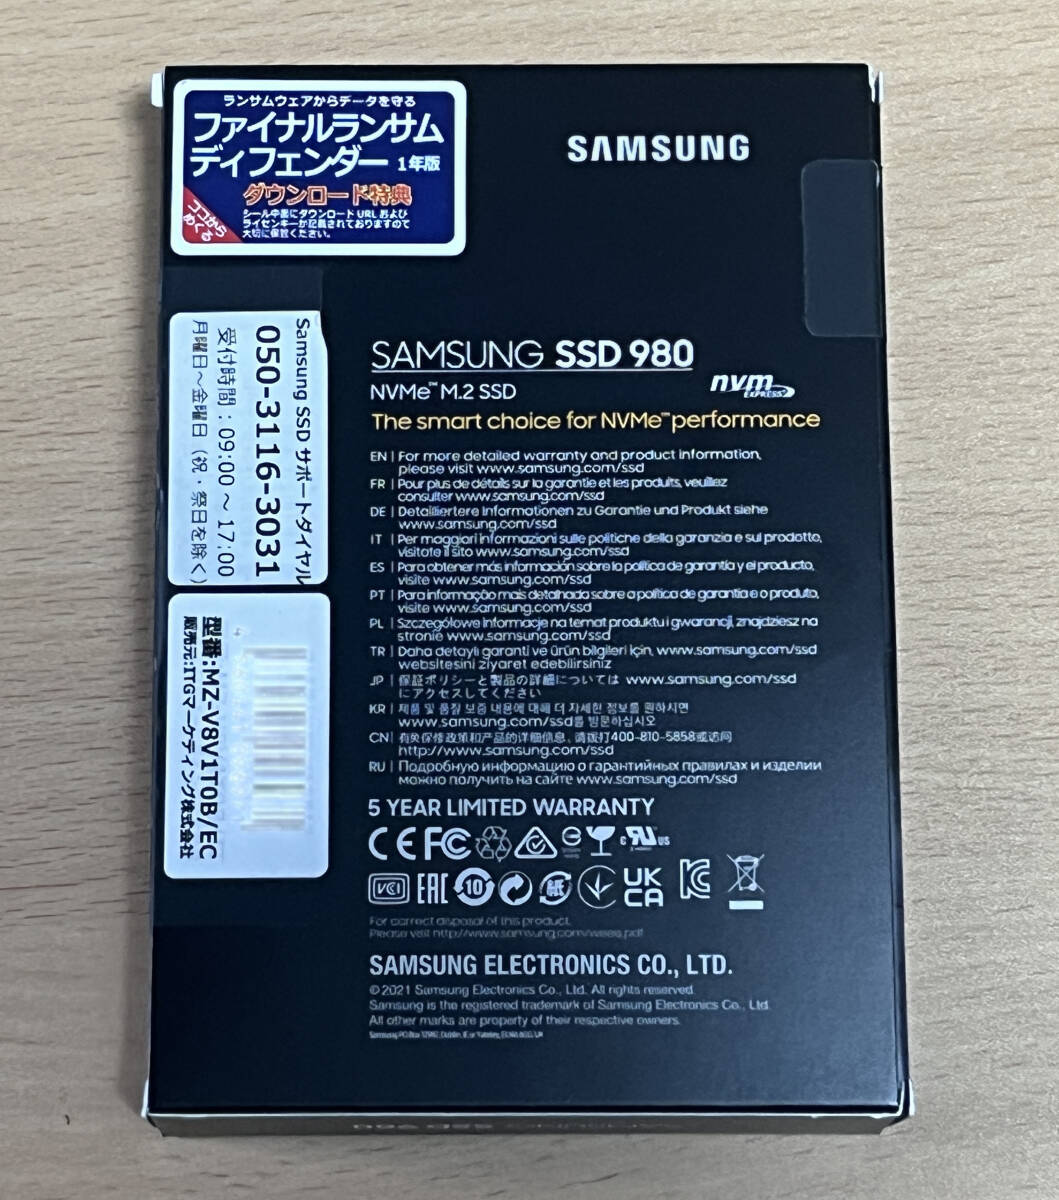 ランサムウェアからデータを守る
ファイナルランサム
ディフェンダー 1年版
ダウンロード特典
シール中面にダウンロード URL および
ライセンキーが記載されておりますので
大切に保管ください。
ココから
めくる
SAMSUNG
Samsung SSD サポートダイヤル
050-3116-3031
受付時間：09:00～17:00
月曜日～金曜日（祝・祭日を除く）
型番:MZ-V8V1T0B/EC
販売元:ITGマーケティング株式会社
SAMSUNG SSD 980
NVMe™ M.2 SSD
nvm
EXPRESS
The smart choice for NVMe™ performance
EN | For more detailed warranty and product information,
please visit www.samsung.com/ssd
FR | Pour plus de détails sur la garantie et les produits, veuillez
consulter www.samsung.com/ssd
DE | Detailliertere Informationen zu Garantie und Produkt siehe
www.samsung.com/ssd
IT | Per maggiori informazioni sulle politiche della garanzia e sul prodotto,
visitate il sito www.samsung.com/ssd
ES | Para obtener más información sobre la política de garantía y el producto,
visite www.samsung.com/ssd
PT | Para informação mais detalhada sobre a política de garantia e o produto,
visite www.samsung.com/ssd
PL | Szczegółowe informacje na temat produktu i gwarancji, znajdziesz na
stronie www.samsung.com/ssd
TR | Daha detaylı garanti ve ürün bilgileri için, www.samsung.com/ssd
websitesini ziyaret edebilirsiniz
JP | 保証ポリシーと製品の詳細については www.samsung.com/ssd
にアクセスしてください
KR | 제품 및 품질 보증 내용에 대해 더 자세한 정보를 원하시면
www.samsung.com/ssd를 방문하십시오
CN | 有关保修政策和产品的详细信息，请拨打400-810-5858或访问
http://www.samsung.com/ssd
RU | Подробную информацию о гарантийных правилах и изделии
можно получить на сайте www.samsung.com/ssd
5 YEAR LIMITED WARRANTY
CE FC c US
VCI EAC 10 UK
CA
For correct disposal of this product.
Please visit http://www.samsung.com/weee.pdf
SAMSUNG ELECTRONICS CO., LTD.
© 2021 Samsung Electronics Co., Ltd. All rights reserved.
Samsung is the registered trademark of Samsung Electronics Co., Ltd.
All other marks are property of their respective owners.